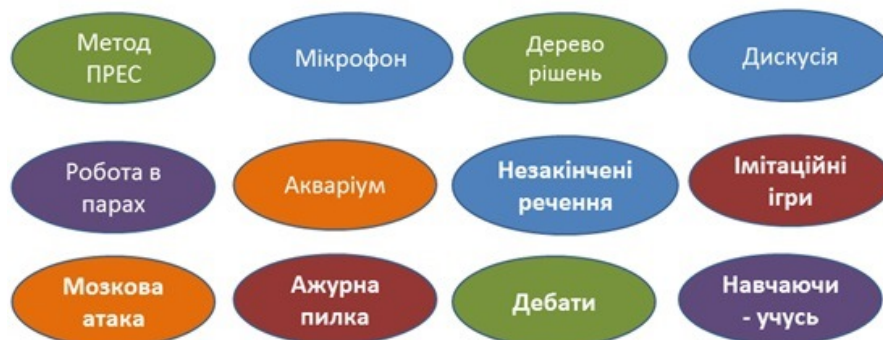 Метод
ПРЕС
Мікрофон
Дерево
рішень
Дискусія
Робота в
парах
Акваріум
Незакінчені
речення
Імітаційні
ігри
Мозкова
атака
Ажурна
пилка
Дебати
Навчаючи
- учусь